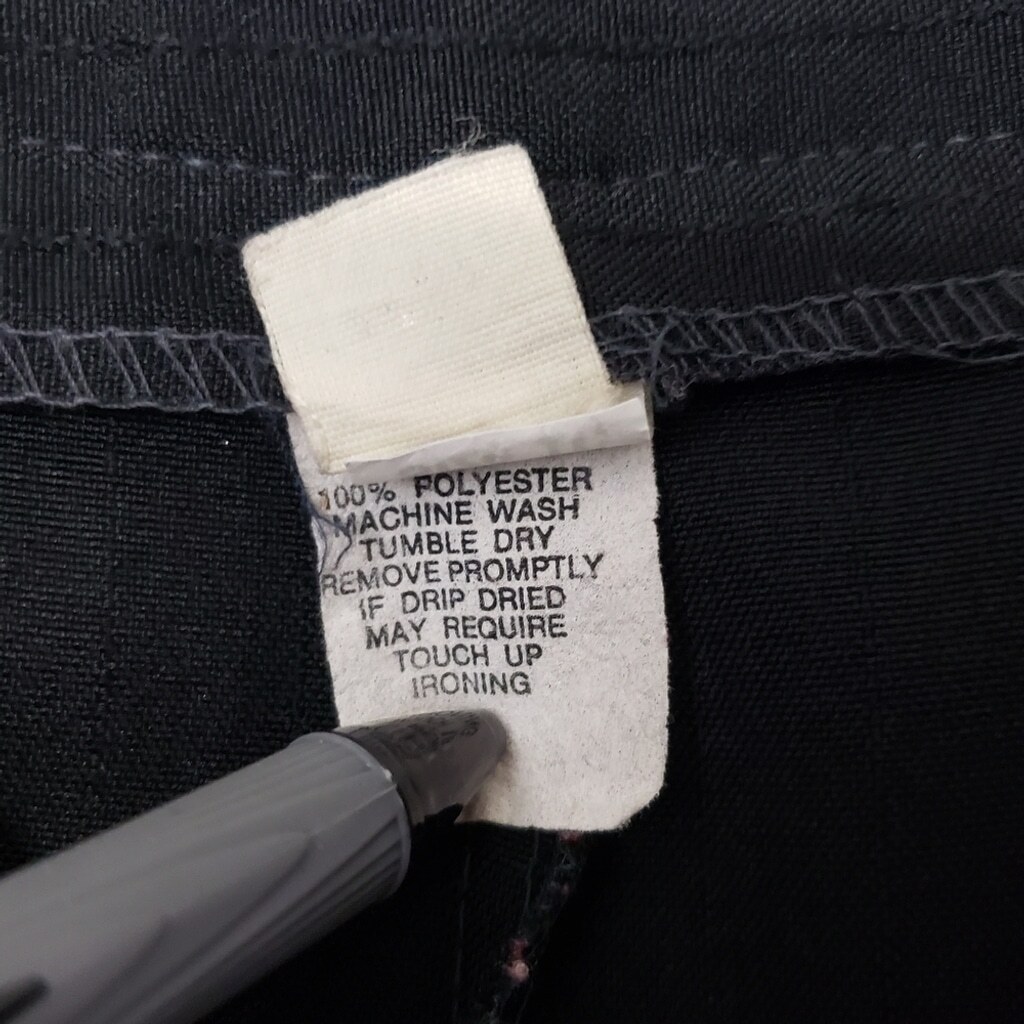 100% POLYESTER
MACHINE WASH
TUMBLE DRY
REMOVE PROMPTLY
IF DRIP DRIED
MAY REQUIRE
TOUCH UP
IRONING